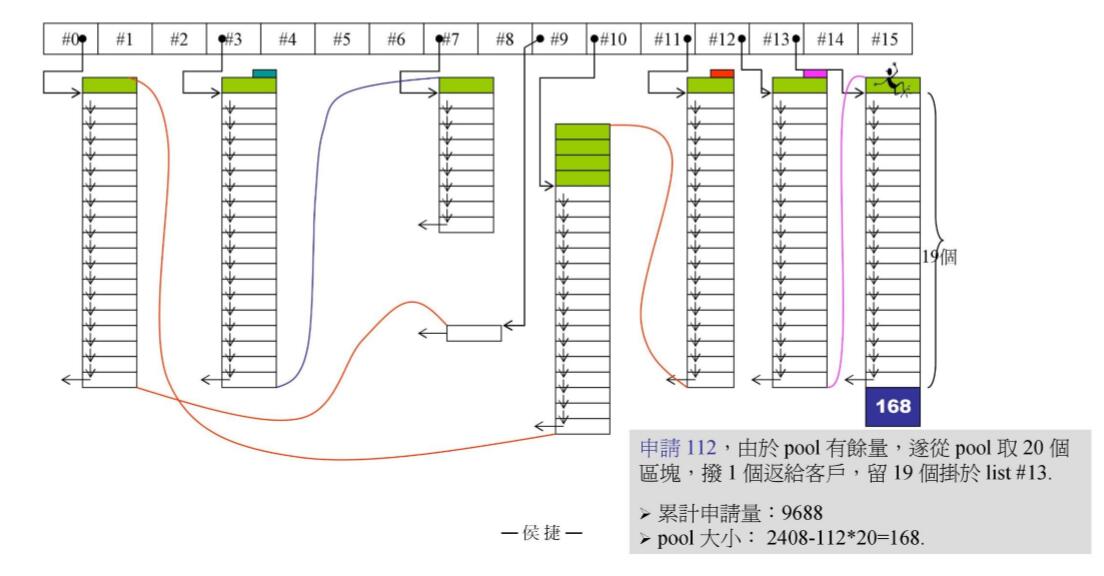 #0 #1 #2 #3 #4 #5 #6 #7 #8 #9 #10 #11 #12 #13 #14 #15
19個
168
申請 112，由於 pool 有餘量，遂從 pool 取 20 個
區塊，撥 1 個返給客戶，留 19 個掛於 list #13.
➢ 累計申請量：9688
➢ pool 大小： 2408-112*20=168.
— 侯捷 —